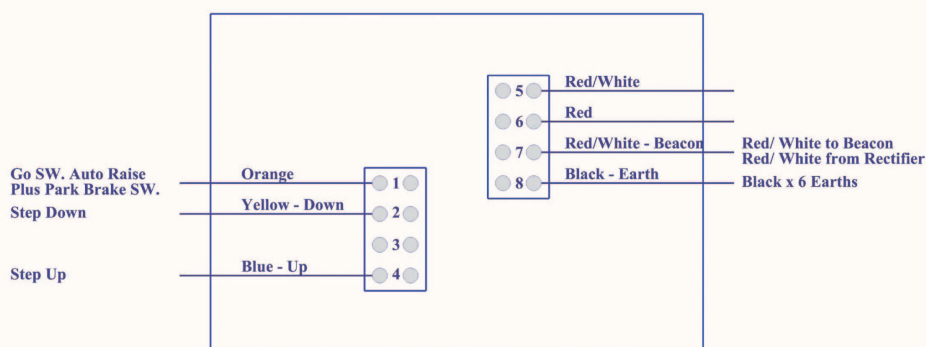 Red/White
5
Red
6
Red/White - Beacon
7
Red/ White to Beacon
Red/ White from Rectifier
Black - Earth
8
Black x 6 Earths
Go SW. Auto Raise
Plus Park Brake SW.
Orange
1
Step Down
Yellow - Down
2
3
Step Up
Blue - Up
4